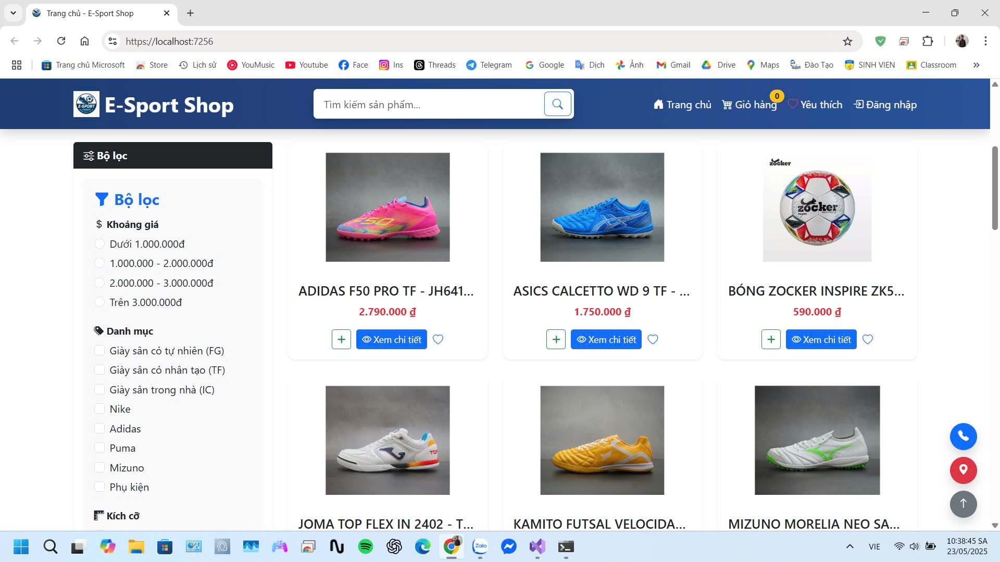 Trang chủ - E-Sport Shop
https://localhost:7256
Trang chủ Microsoft
Store
Lịch sử
YouMusic
Youtube
Face
Ins
Threads
Telegram
Google
Dịch
Ảnh
Gmail
Drive
Maps
Đào Tạo
SINH VIEN
Classroom
E-SPORT
E-Sport Shop
Tìm kiếm sản phẩm...
Trang chủ
Giỏ hàng
0
Yêu thích
Đăng nhập
Bộ lọc
Bộ lọc
$ Khoảng giá
Dưới 1.000.000đ
1.000.000 - 2.000.000đ
2.000.000 - 3.000.000đ
Trên 3.000.000đ
Danh mục
Giày sân cỏ tự nhiên (FG)
Giày sân cỏ nhân tạo (TF)
Giày sân trong nhà (IC)
Nike
Adidas
Puma
Mizuno
Phụ kiện
Kích cỡ
F50
ADIDAS F50 PRO TF - JH641...
2.790.000 ₫
+ Xem chi tiết
ASICS CALCETTO WD 9 TF - ...
1.750.000 ₫
+ Xem chi tiết
zocker
zocker
BÓNG ZOCKER INSPIRE ZK5...
590.000 ₫
+ Xem chi tiết
TOP
JOMA TOP FLEX IN 2402 - T...
KAMITO FUTSAL VELOCIDA...
MIZUNO MORELIA NEO SA...
Zalo
VIE
10:38:45 SA
23/05/2025